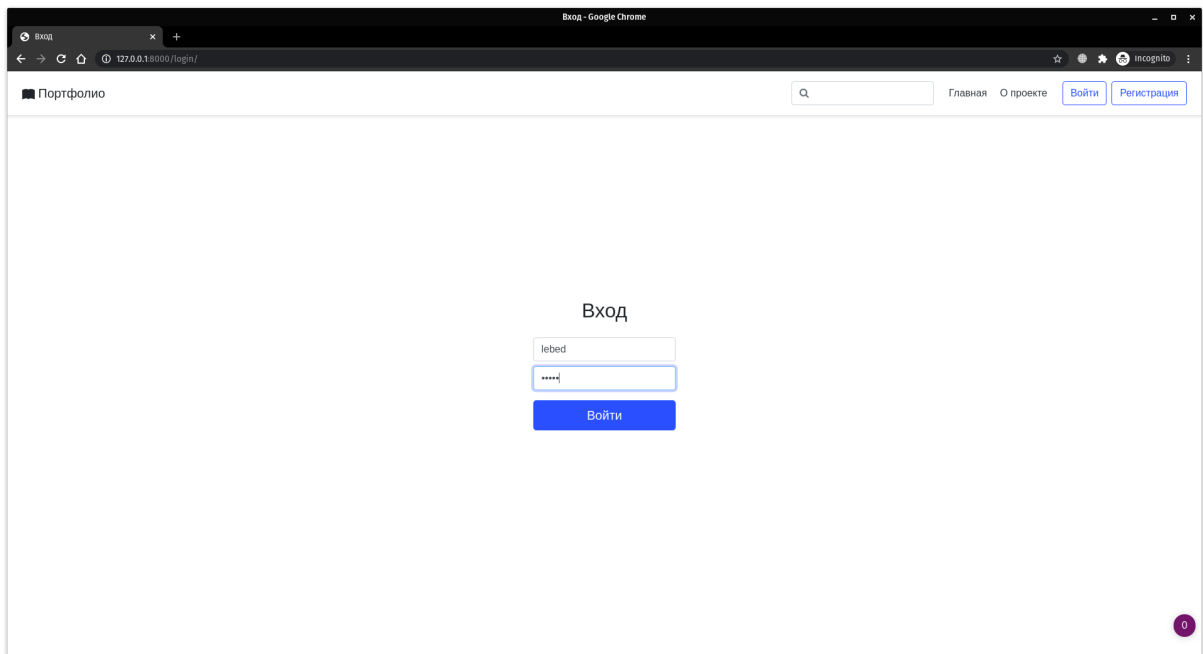 Вход - Google Chrome
Вход
127.0.0.1:8000/login/
Incognito
Портфолио
Главная О проекте Войти Регистрация
Вход
lebed
•••••
Войти
0